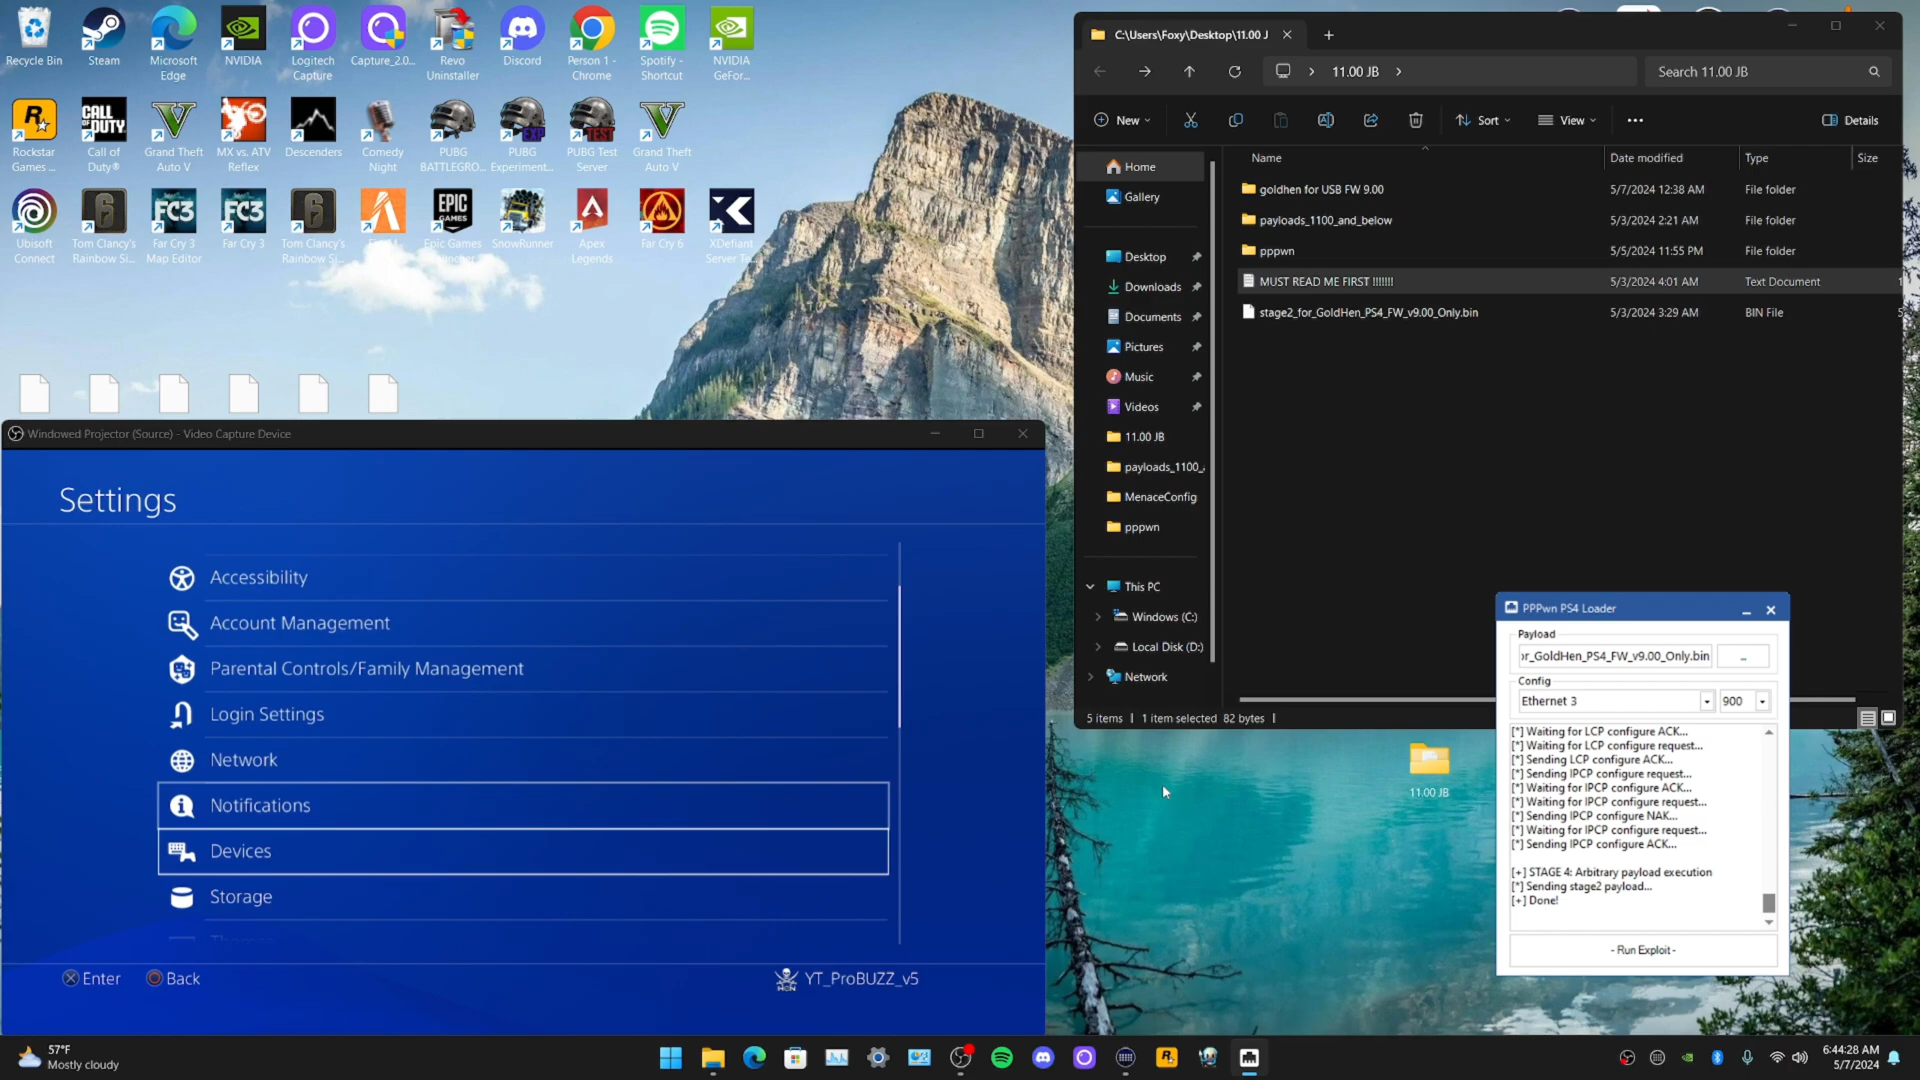 Recycle Bin
Steam
Microsoft Edge
NVIDIA
Logitech Capture
Capture_2.0...
Revo Uninstaller
Discord
Person 1 - Chrome
Spotify - Shortcut
NVIDIA GeFor...
Rockstar Games ...
Call of Duty®
Grand Theft Auto V
MX vs. ATV Reflex
Descenders
Comedy Night
PUBG BATTLEGRO...
PUBG Experiment...
PUBG Test Server
Grand Theft Auto V
Ubisoft Connect
Tom Clancy's Rainbow Si...
Far Cry 3 Map Editor
Far Cry 3
Tom Clancy's Rainbow Si...
Epic Games Launcher
SnowRunner
Apex Legends
Far Cry 6
XDefiant Server To...
C:\Users\Foxy\Desktop\11.00 J
11.00 JB
Search 11.00 JB
New
Sort
View
Details
Home
Gallery
Desktop
Downloads
Documents
Pictures
Music
Videos
11.00 JB
payloads_1100_
MenaceConfig
pppwn
This PC
Windows (C:)
Local Disk (D:)
Network
Name Date modified Type Size
goldhen for USB FW 9.00 5/7/2024 12:38 AM File folder
payloads_1100_and_below 5/3/2024 2:21 AM File folder
pppwn 5/5/2024 11:55 PM File folder
MUST READ ME FIRST !!!!!!! 5/3/2024 4:01 AM Text Document
stage2_for_GoldHen_PS4_FW_v9.00_Only.bin 5/3/2024 3:29 AM BIN File
5 items | 1 item selected 82 bytes |
Windowed Projector (Source) - Video Capture Device
Settings
Accessibility
Account Management
Parental Controls/Family Management
Login Settings
Network
Notifications
Devices
Storage
Enter Back
YT_ProBUZZ_v5
11.00 JB
PPPwn PS4 Loader
Payload
or_GoldHen_PS4_FW_v9.00_Only.bin
..
Config
Ethernet 3 900
[*] Waiting for LCP configure ACK...
[*] Waiting for LCP configure request...
[*] Sending LCP configure ACK...
[*] Sending IPCP configure request...
[*] Waiting for IPCP configure ACK...
[*] Waiting for IPCP configure request...
[*] Sending IPCP configure NAK...
[*] Waiting for IPCP configure request...
[*] Sending IPCP configure ACK...
[+] STAGE 4: Arbitrary payload execution
[*] Sending stage2 payload...
[+] Done!
- Run Exploit -
57°F
Mostly cloudy
6:44:28 AM
5/7/2024